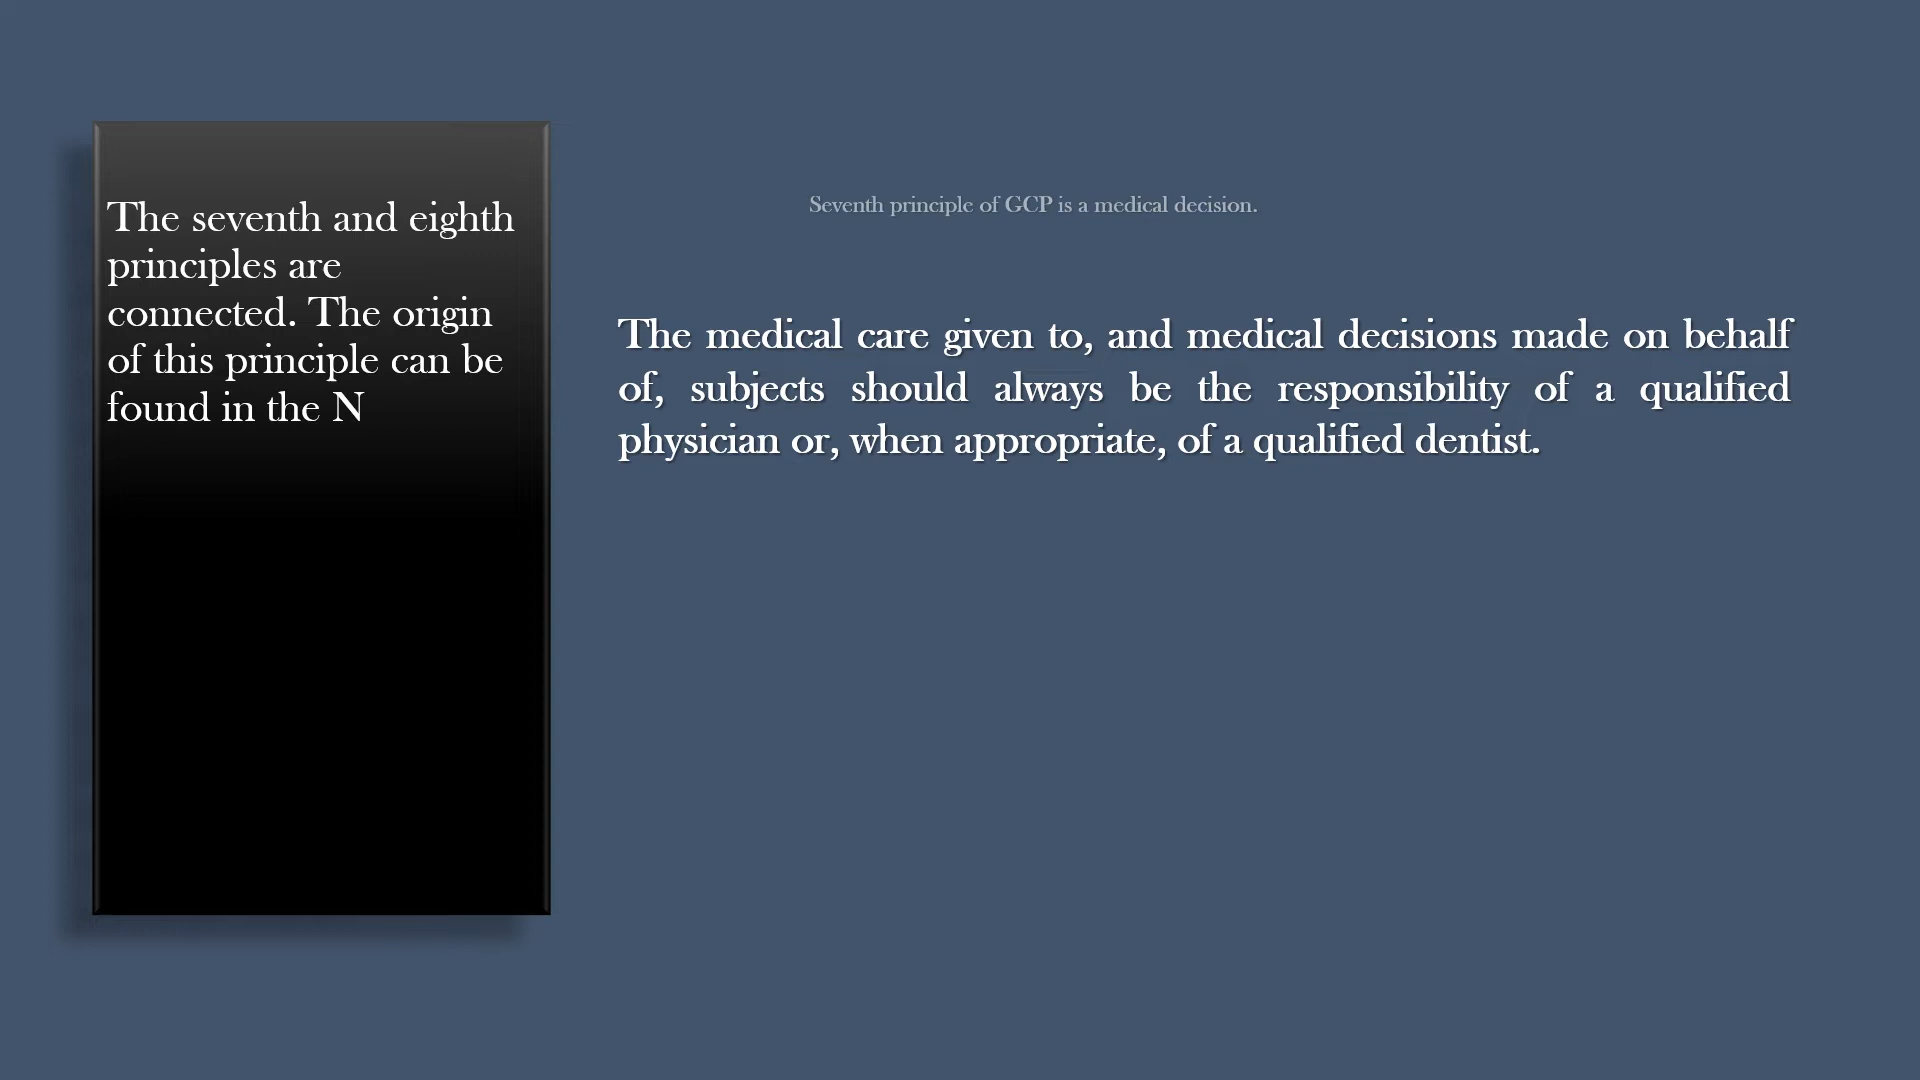 The seventh and eighth
principles are
connected. The origin
of this principle can be
found in the N
Seventh principle of GCP is a medical decision.
The medical care given to, and medical decisions made on behalf
of, subjects should always be the responsibility of a qualified
physician or, when appropriate, of a qualified dentist.